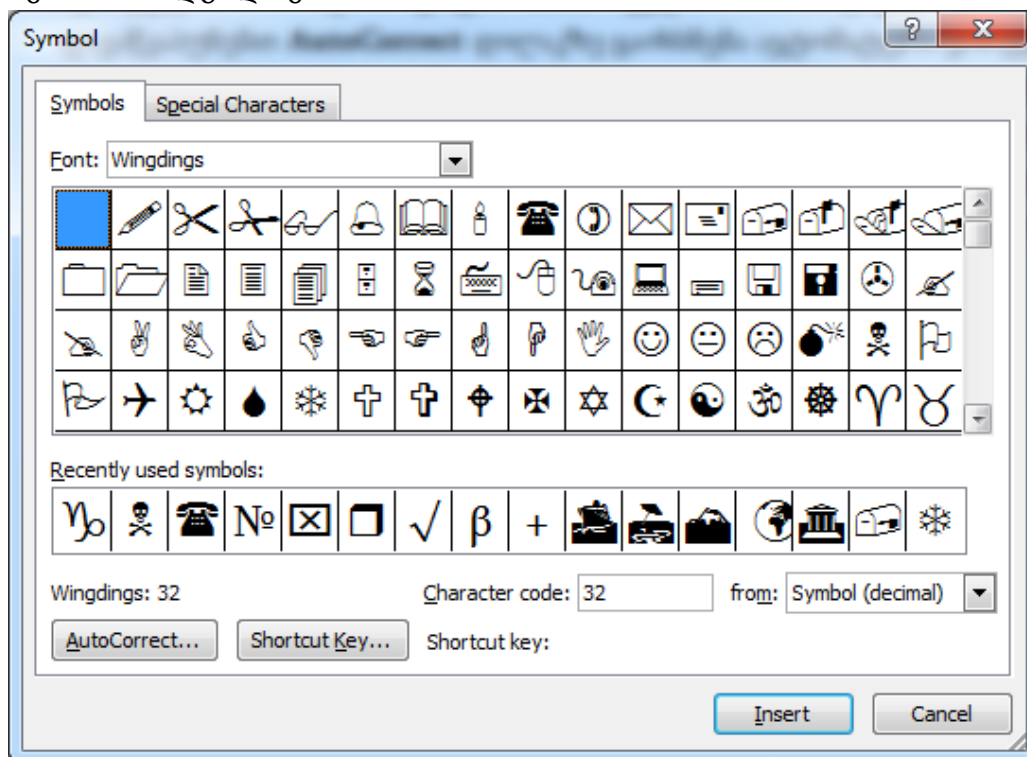 Symbol
Symbols Special Characters
Font: Wingdings
Recently used symbols:
№ √ β +
Wingdings: 32 Character code: 32 from: Symbol (decimal)
AutoCorrect... Shortcut Key... Shortcut key:
Insert Cancel